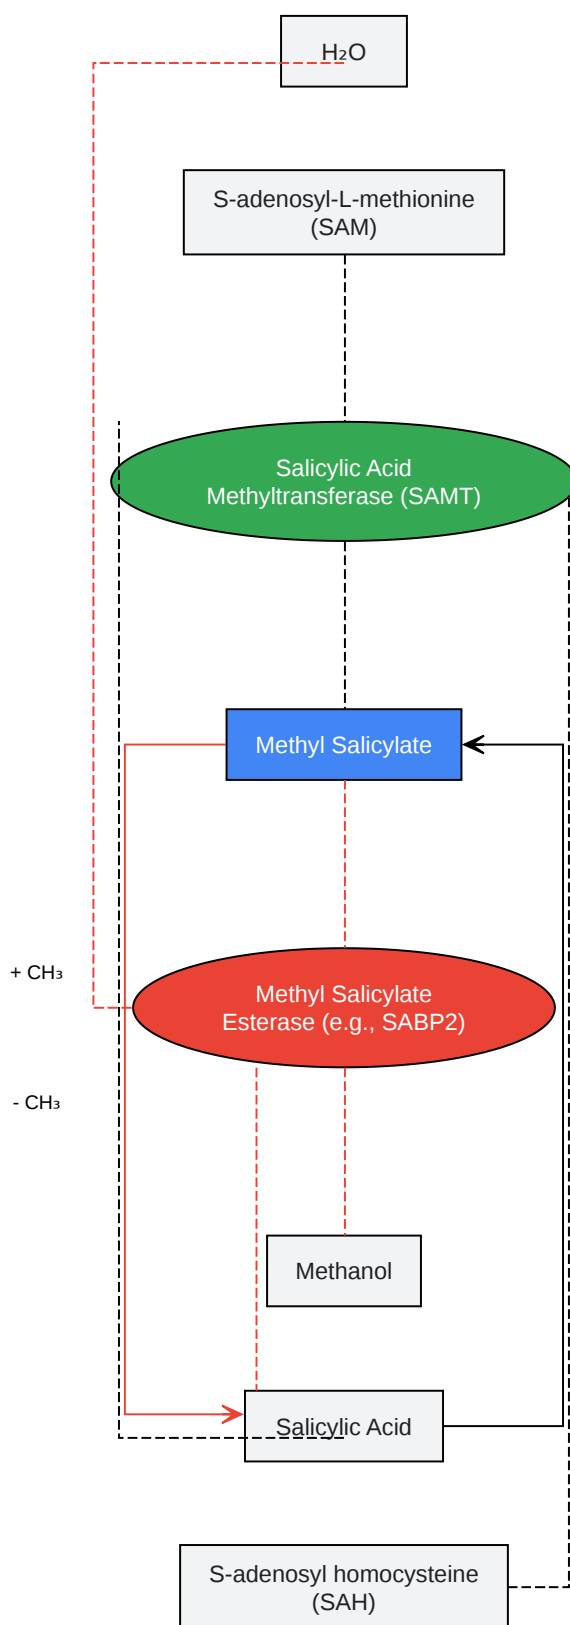 H₂O
S-adenosyl-L-methionine
(SAM)
Salicylic Acid
Methyltransferase (SAMT)
Methyl Salicylate
+ CH₃
Methyl Salicylate
Esterase (e.g., SABP2)
- CH₃
Methanol
Salicylic Acid
S-adenosyl homocysteine
(SAH)